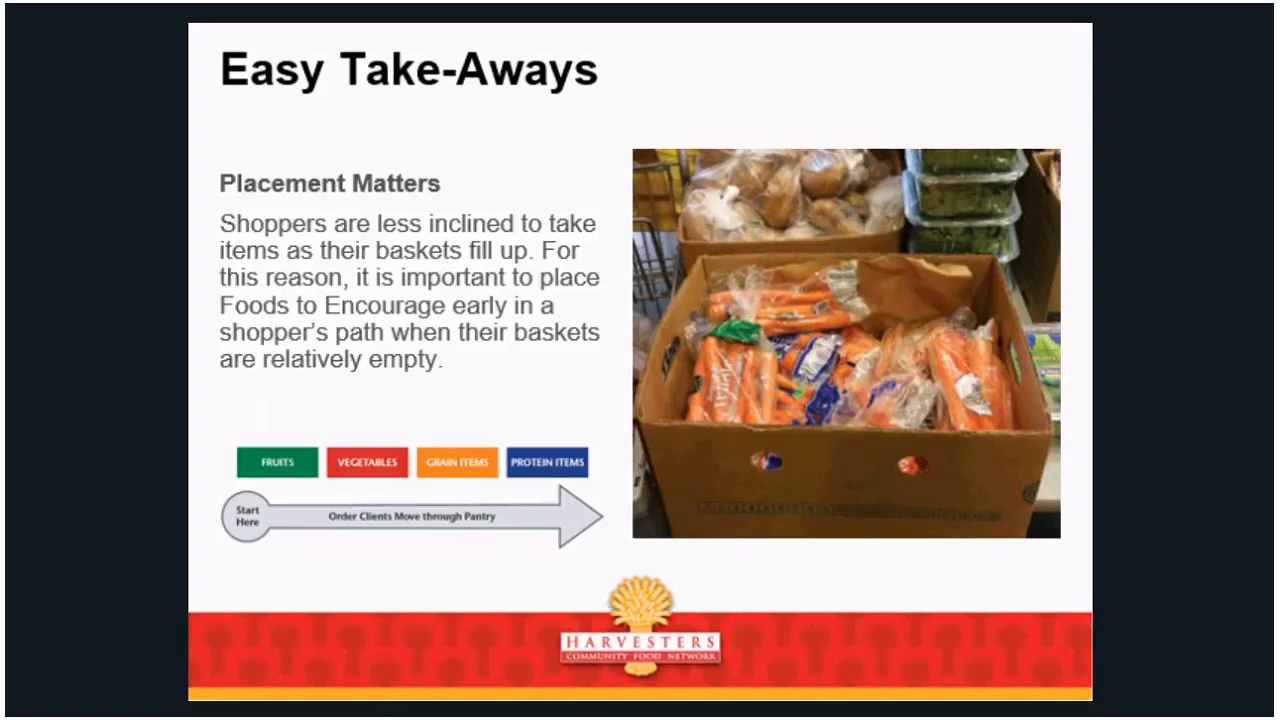 Easy Take-Aways
Placement Matters
Shoppers are less inclined to take
items as their baskets fill up. For
this reason, it is important to place
Foods to Encourage early in a
shopper's path when their baskets
are relatively empty.
FRUITS
VEGETABLES
GRAIN ITEMS
PROTEIN ITEMS
Start
Here
Order Clients Move through Pantry
HARVESTERS
COMMUNITY FOOD NETWORK